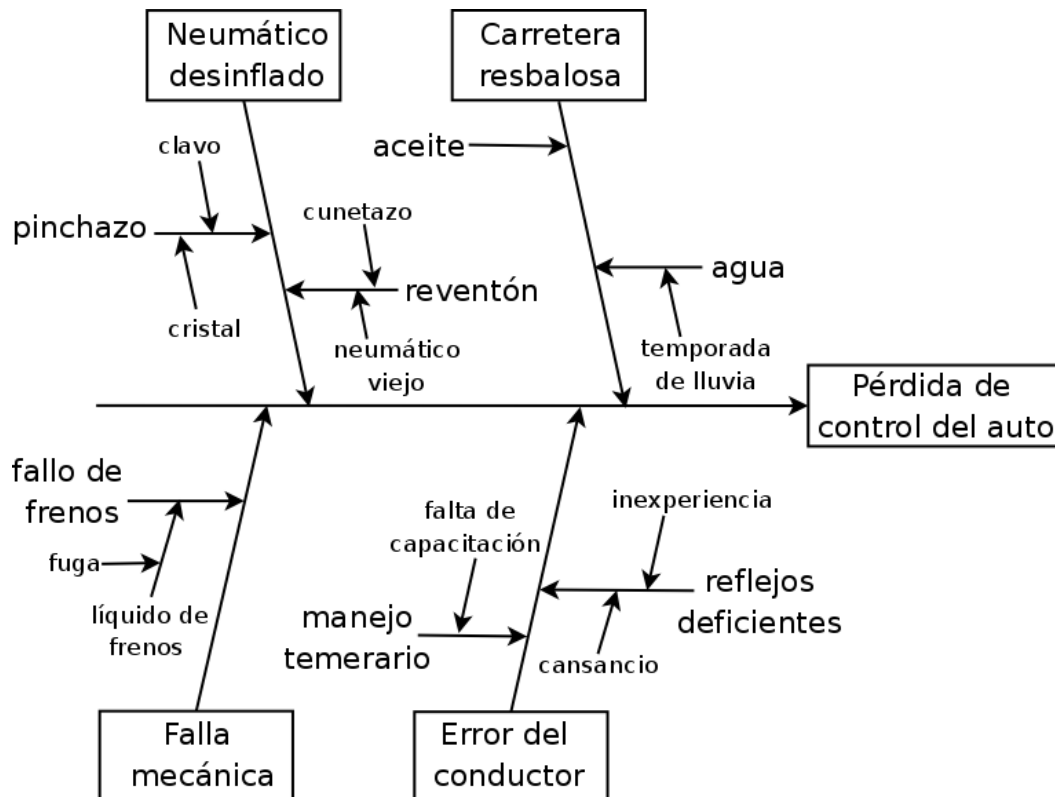 Neumático
desinflado
Carretera
resbalosa
clavo
aceite
pinchazo
cunetazo
agua
reventón
cristal
neumático
viejo
temporada
de lluvia
Pérdida de
control del auto
fallo de
frenos
falta de
capacitación
inexperiencia
fuga
líquido de
frenos
manejo
temerario
reflejos
deficientes
cansancio
Falla
mecánica
Error del
conductor